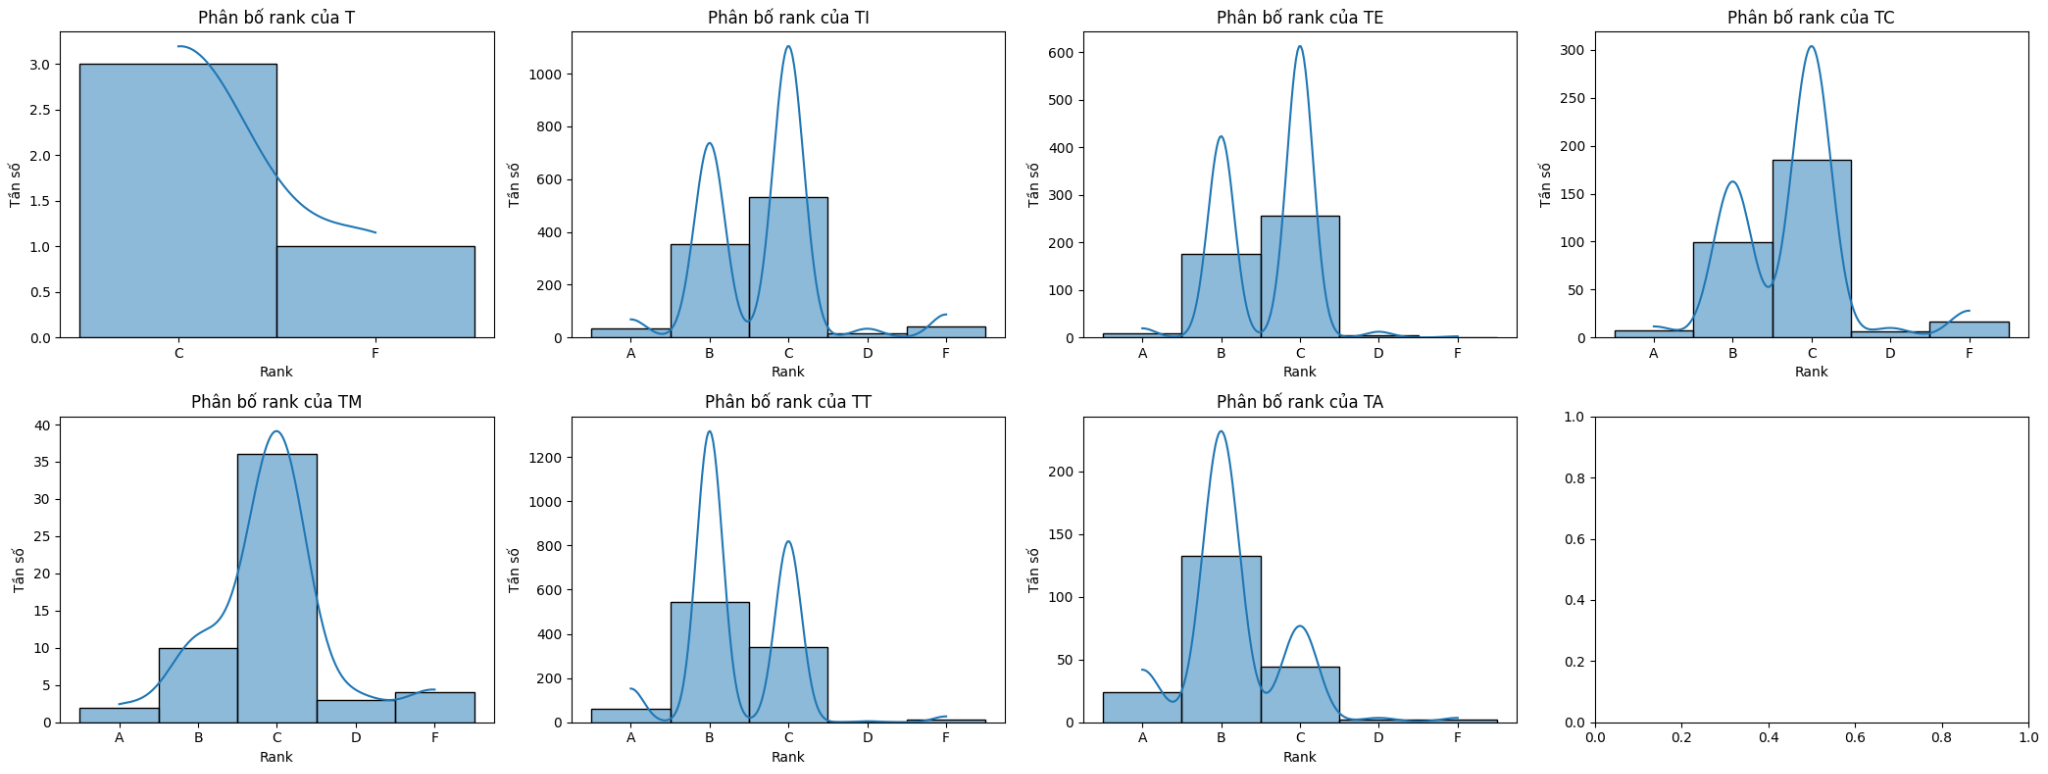 Phân bố rank của T
3.0
2.5
2.0
1.5
1.0
0.5
0.0
Tần số
C F
Rank
Phân bố rank của TI
1000
800
600
400
200
0
Tần số
A B C D F
Rank
Phân bố rank của TE
600
500
400
300
200
100
0
Tần số
A B C D F
Rank
Phân bố rank của TC
300
250
200
150
100
50
0
Tần số
A B C D F
Rank
Phân bố rank của TM
40
35
30
25
20
15
10
5
0
Tần số
A B C D F
Rank
Phân bố rank của TT
1200
1000
800
600
400
200
0
Tần số
A B C D F
Rank
Phân bố rank của TA
200
150
100
50
0
Tần số
A B C D F
Rank
1.0
0.8
0.6
0.4
0.2
0.0
0.0 0.2 0.4 0.6 0.8 1.0